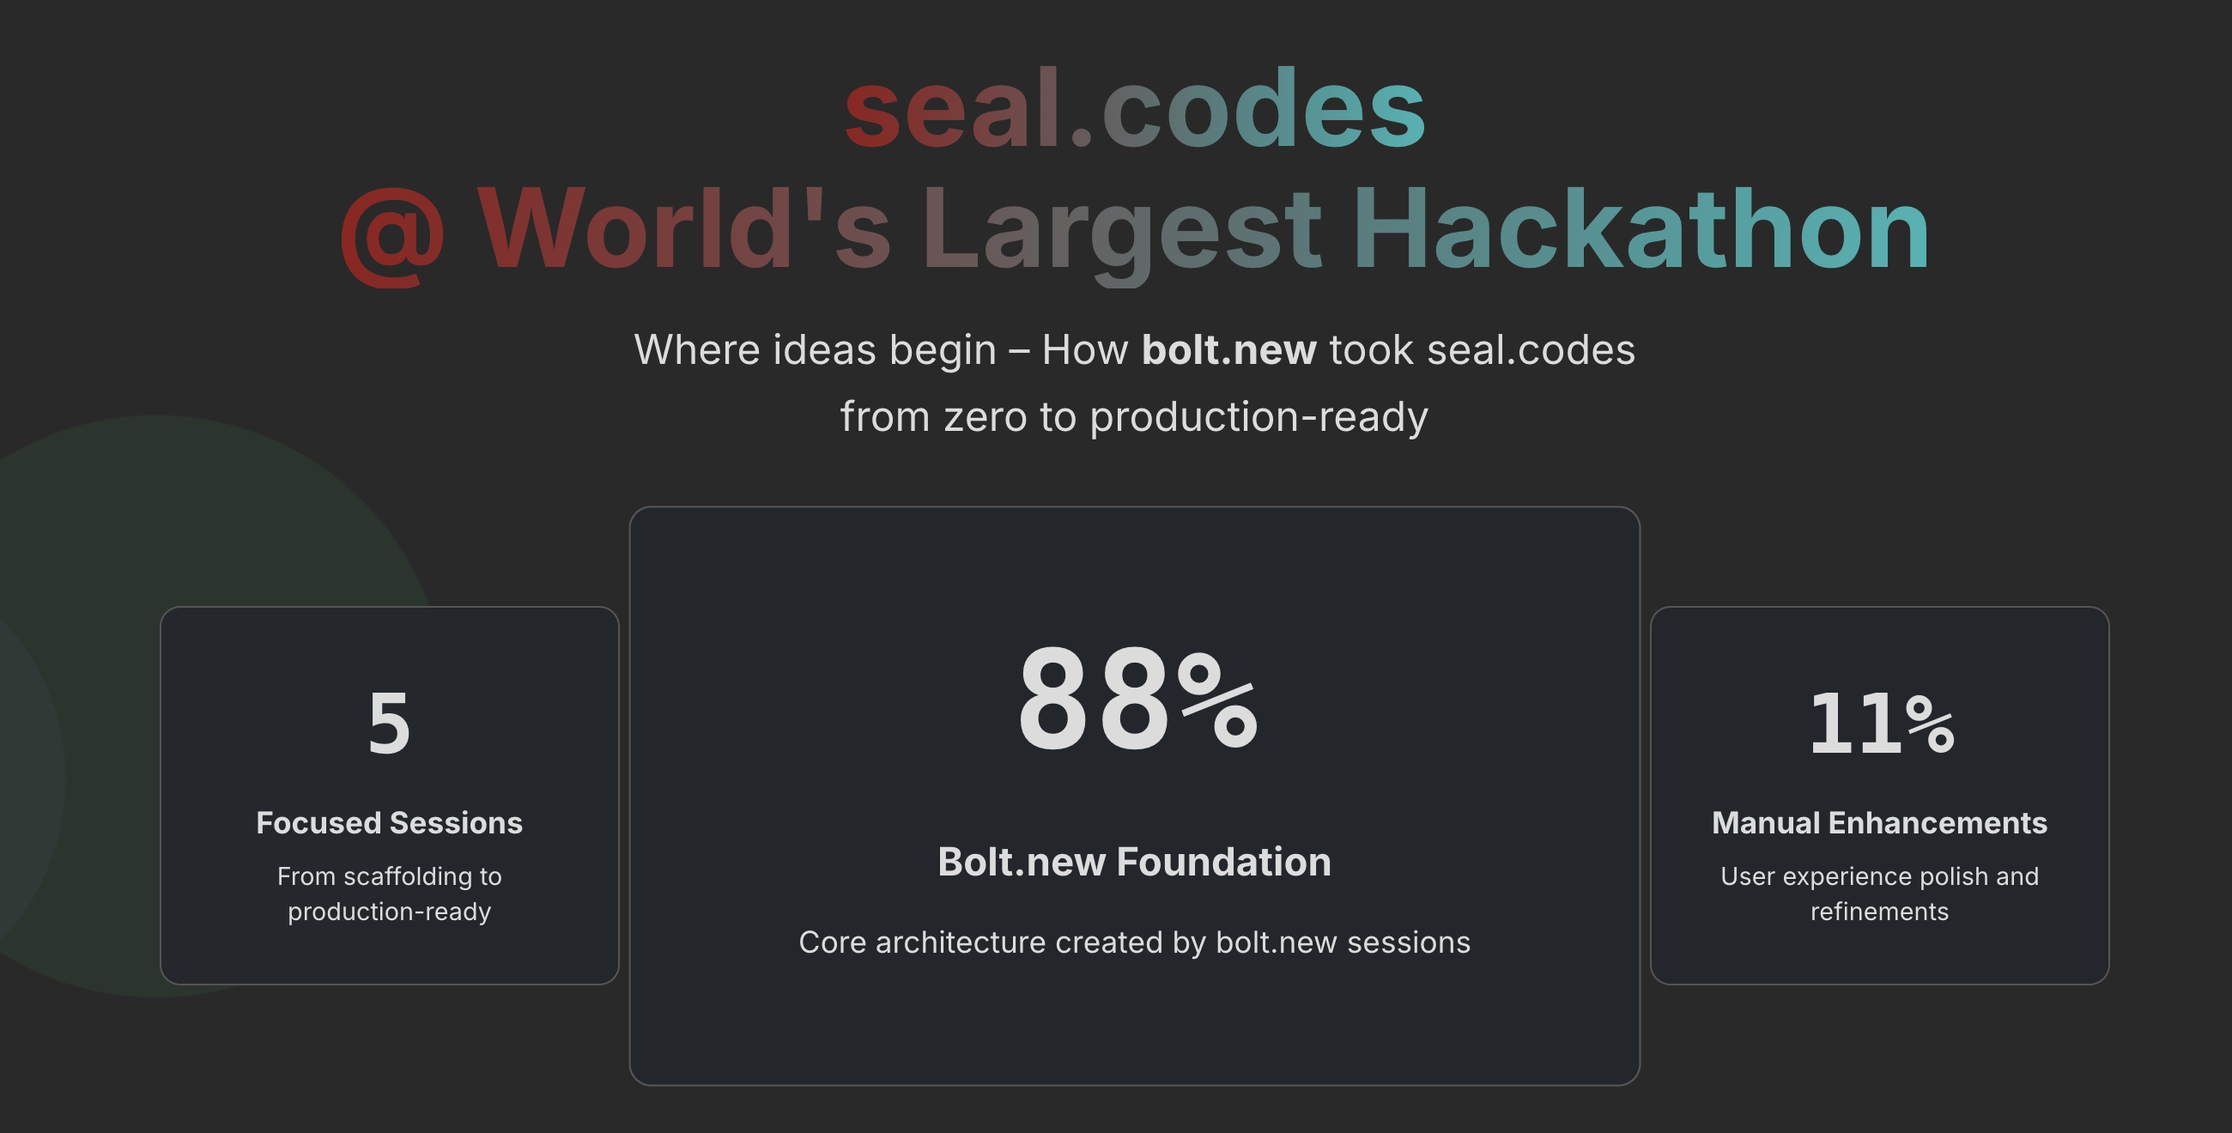 seal.codes
@ World's Largest Hackathon
Where ideas begin – How bolt.new took seal.codes
from zero to production-ready
5
Focused Sessions
From scaffolding to
production-ready
88%
Bolt.new Foundation
Core architecture created by bolt.new sessions
11%
Manual Enhancements
User experience polish and
refinements